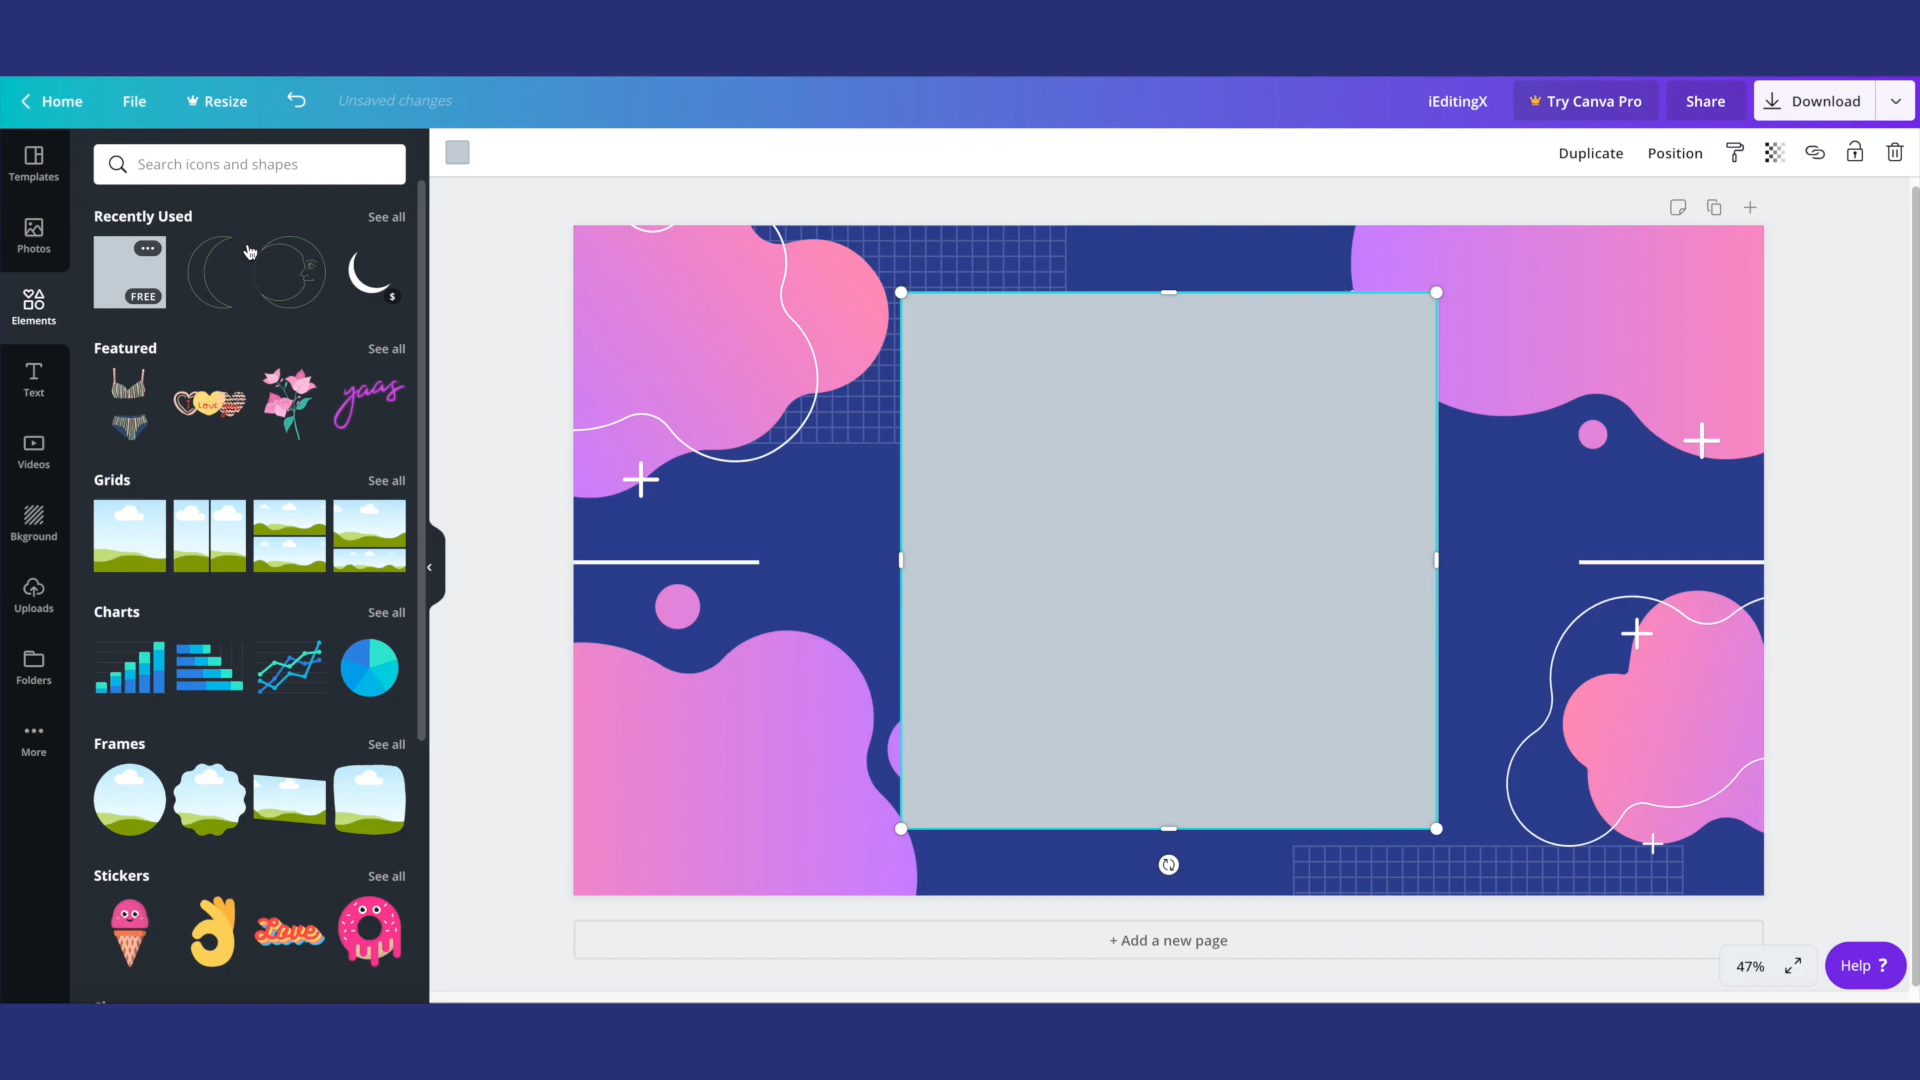 Home
File
Resize
Unsaved changes
iEditingX
Try Canva Pro
Share
Download
Templates
Photos
Elements
Text
Videos
Bkground
Uploads
Folders
More
Search icons and shapes
Recently Used
See all
FREE
$
Featured
See all
LOVE
yaas
Grids
See all
Charts
See all
Frames
See all
Stickers
See all
Love
Duplicate
Position
+ Add a new page
47%
Help ?